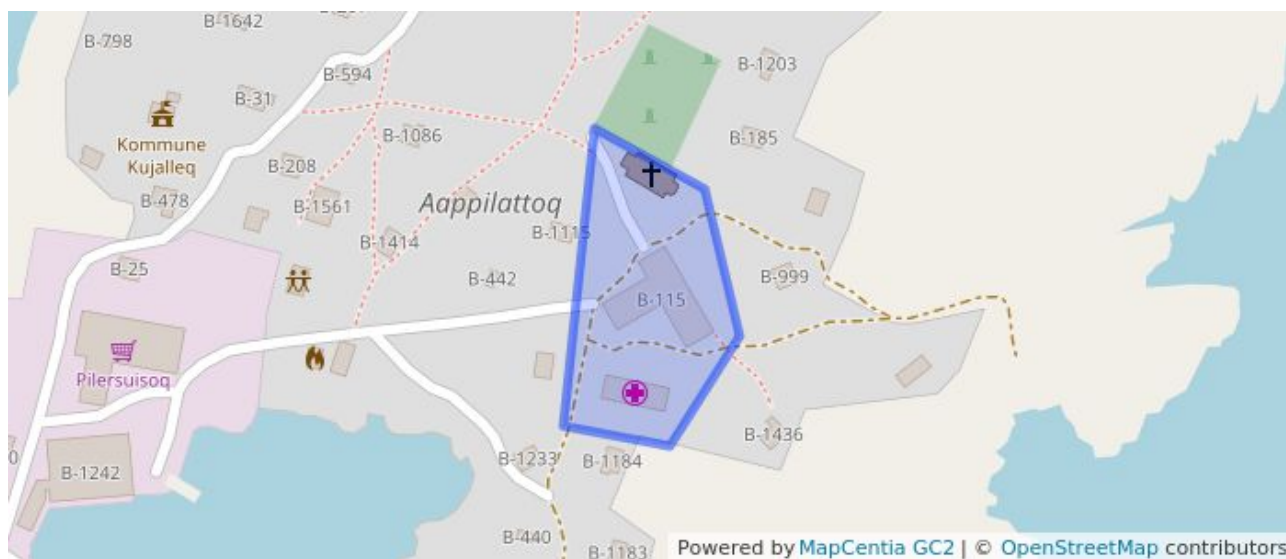 B-1642
B-798
B-594
B-1203
B-31
Kommune
Kujalleq
B-1086
B-185
B-208
B-478
B-1561
Aappilattoq
B-1115
B-1414
B-25
B-442
B-999
B-115
Pilersuisoq
B-1436
B-1233
B-1184
B-1242
B-440
B-1183
Powered by MapCentia GC2 | © OpenStreetMap contributor